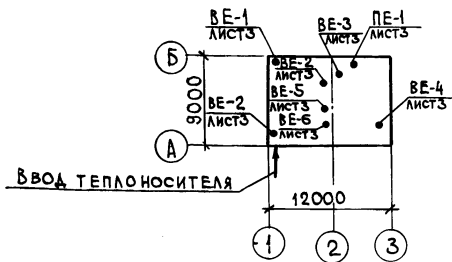 ВЕ-1
ЛИСТ3
ВЕ-3
ЛИСТ3
ПЕ-1
ЛИСТ3
Б
ВЕ-2
ЛИСТ3
9000
ВЕ-5
ЛИСТ3
ВЕ-4
ЛИСТ3
ВЕ-2
ЛИСТ3
ВЕ-6
ЛИСТ3
А
ВВОД ТЕПЛОНОСИТЕЛЯ
12000
1
2
3